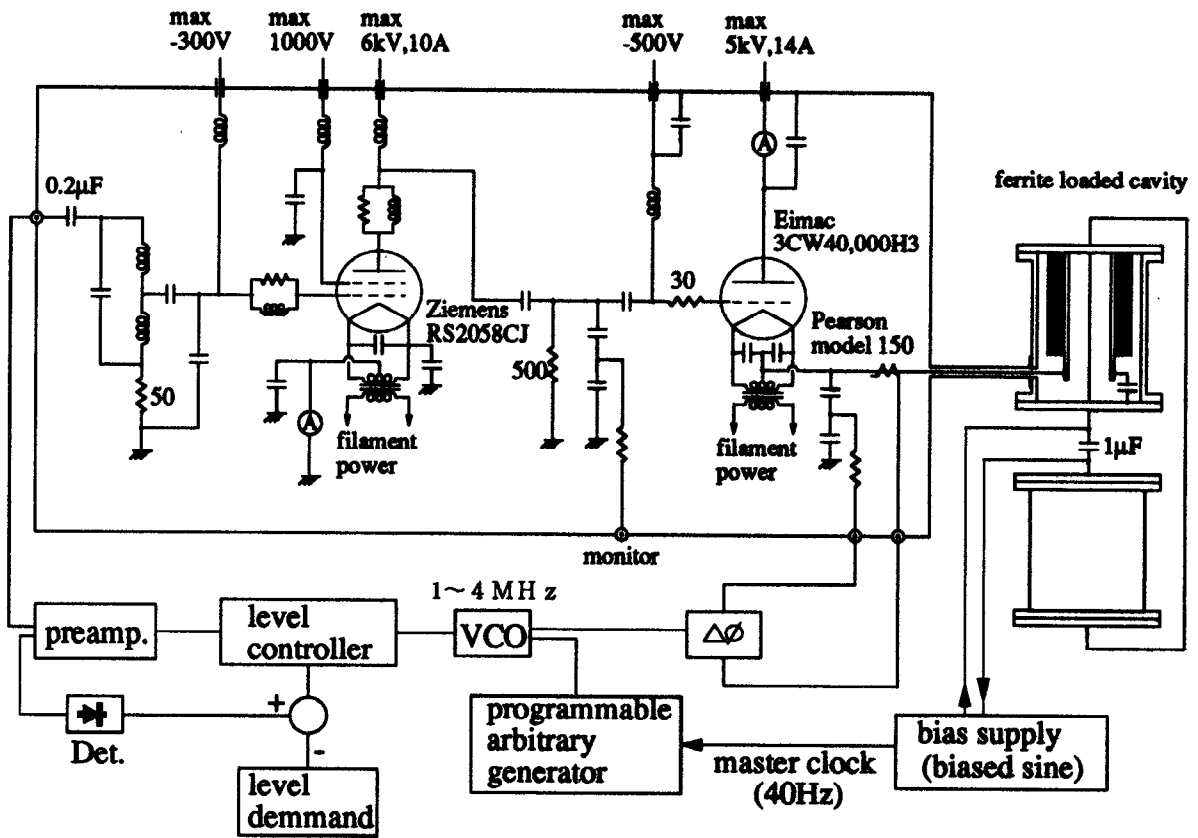 max
-300V
max
1000V
max
6kV,10A
max
-500V
max
5kV,14A
A
0.2μF
ferrite loaded cavity
Eimac
3CW40,000H3
30
Ziemens
RS2058CJ
Pearson
model 150
50
500
A
filament
power
filament
power
1μF
monitor
1~4 MHz
preamp.
level
controller
VCO
Δø
+
-
Det.
level
demmand
programmable
arbitrary
generator
master clock
(40Hz)
bias supply
(biased sine)